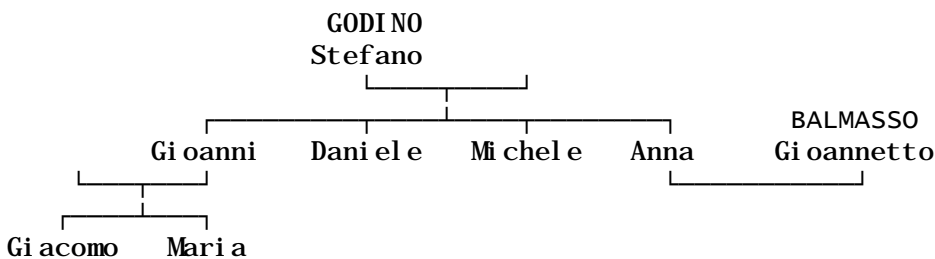 GODINO
Stefano
BALMASSO
Gioanni Daniele Michele Anna Gioannetto
Giacomo Maria